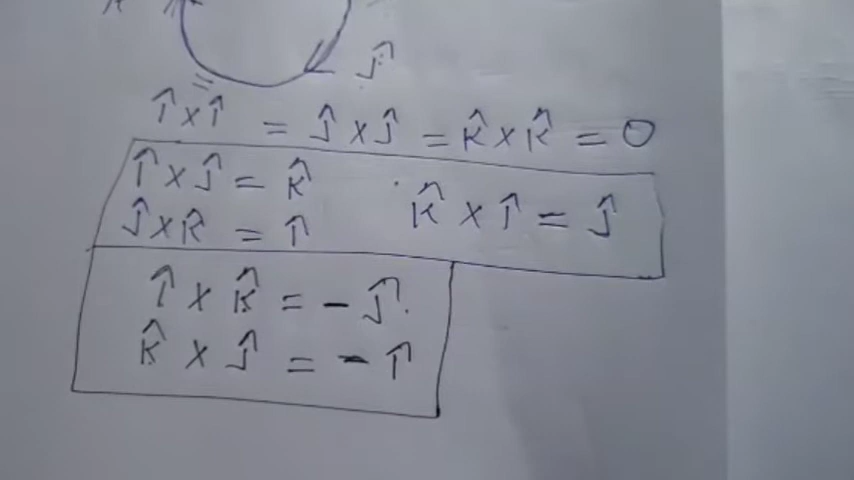 ĵ
î × î = ĵ × ĵ = k̂ × k̂ = 0
î × ĵ = k̂
k̂ × î = ĵ
ĵ × k̂ = î
î × k̂ = - ĵ.
k̂ × ĵ = - î